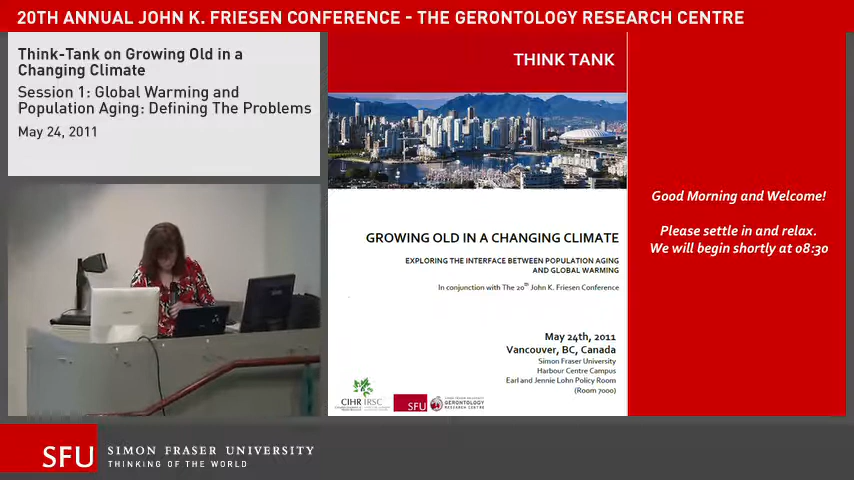 20TH ANNUAL JOHN K. FRIESEN CONFERENCE - THE GERONTOLOGY RESEARCH CENTRE
Think-Tank on Growing Old in a
Changing Climate
Session 1: Global Warming and
Population Aging: Defining The Problems
May 24, 2011
THINK TANK
GROWING OLD IN A CHANGING CLIMATE
EXPLORING THE INTERFACE BETWEEN POPULATION AGING
AND GLOBAL WARMING
In conjunction with The 20th John K. Friesen Conference
May 24th, 2011
Vancouver, BC, Canada
Simon Fraser University
Harbour Centre Campus
Earl and Jennie Lohn Policy Room
(Room 7000)
CIHR IRSC
SFU
GERONTOLOGY
RESEARCH CENTRE
Good Morning and Welcome!
Please settle in and relax.
We will begin shortly at 08:30
SFU
SIMON FRASER UNIVERSITY
THINKING OF THE WORLD